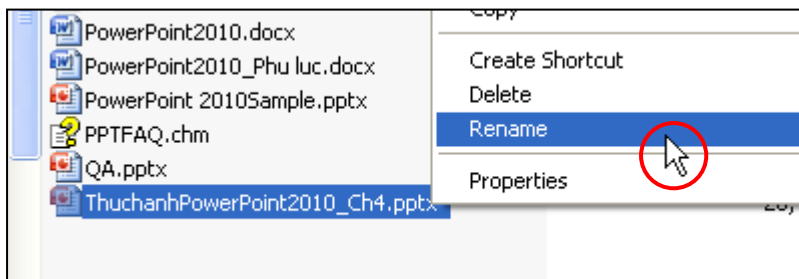 PowerPoint2010.docx
PowerPoint2010_Phu luc.docx
PowerPoint 2010Sample.pptx
PPTFAQ.chm
QA.pptx
ThuchanhPowerPoint2010_Ch4.pptx
Copy
Create Shortcut
Delete
Rename
Properties